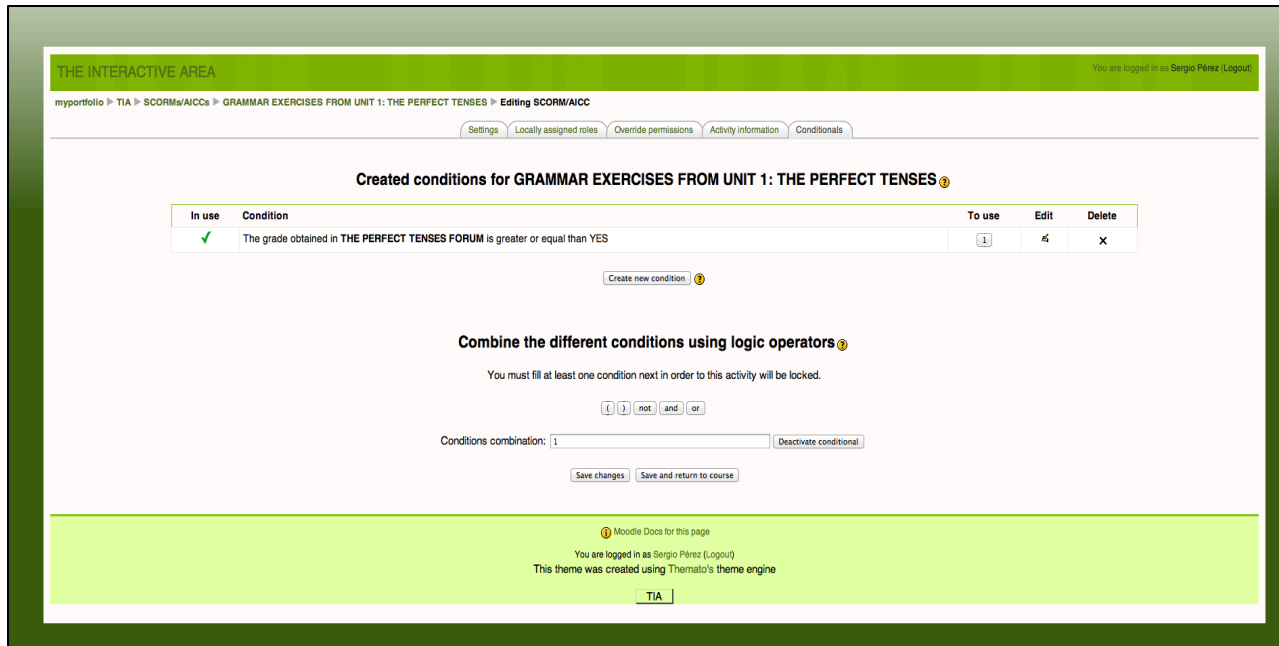 THE INTERACTIVE AREA
You are logged in as Sergio Pérez (Logout)
myportfolio ▶ TIA ▶ SCORMs/AICCs ▶ GRAMMAR EXERCISES FROM UNIT 1: THE PERFECT TENSES ▶ Editing SCORM/AICC
Settings Locally assigned roles Override permissions Activity information Conditionals
Created conditions for GRAMMAR EXERCISES FROM UNIT 1: THE PERFECT TENSES ?
In use Condition To use Edit Delete
The grade obtained in THE PERFECT TENSES FORUM is greater or equal than YES 1
Create new condition ?
Combine the different conditions using logic operators ?
You must fill at least one condition next in order to this activity will be locked.
( ) not and or
Conditions combination: 1 Deactivate conditional
Save changes Save and return to course
Moodle Docs for this page
You are logged in as Sergio Pérez (Logout)
This theme was created using Themato's theme engine
TIA